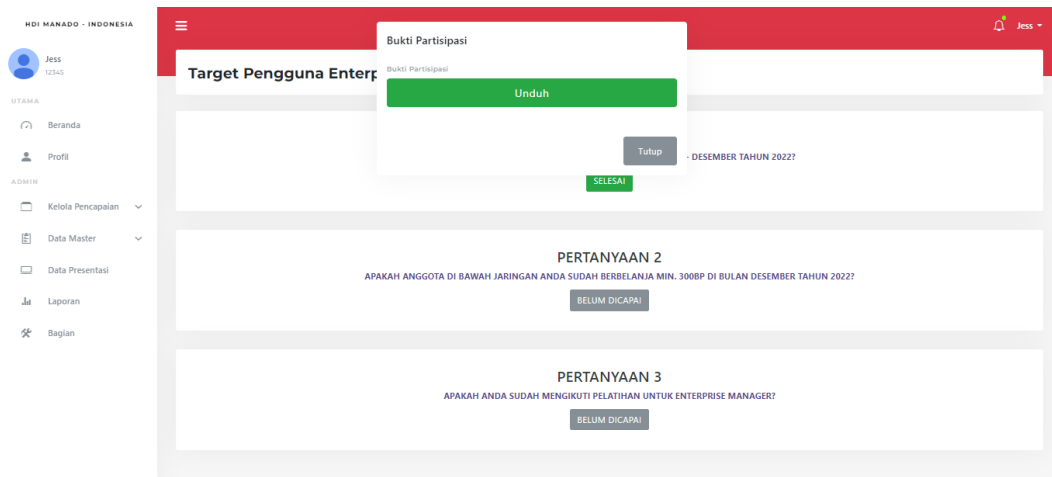 HDI MANADO - INDONESIA
Jess
12345
UTAMA
Beranda
Profil
ADMIN
Kelola Pencapaian
Data Master
Data Presentasi
Laporan
Bagian
Jess
Target Pengguna Enterp
Bukti Partisipasi
Bukti Partisipasi
Unduh
Tutup
- DESEMBER TAHUN 2022?
SELESAI
PERTANYAAN 2
APAKAH ANGGOTA DI BAWAH JARINGAN ANDA SUDAH BERBELANJA MIN. 300BP DI BULAN DESEMBER TAHUN 2022?
BELUM DICAPAI
PERTANYAAN 3
APAKAH ANDA SUDAH MENGIKUTI PELATIHAN UNTUK ENTERPRISE MANAGER?
BELUM DICAPAI